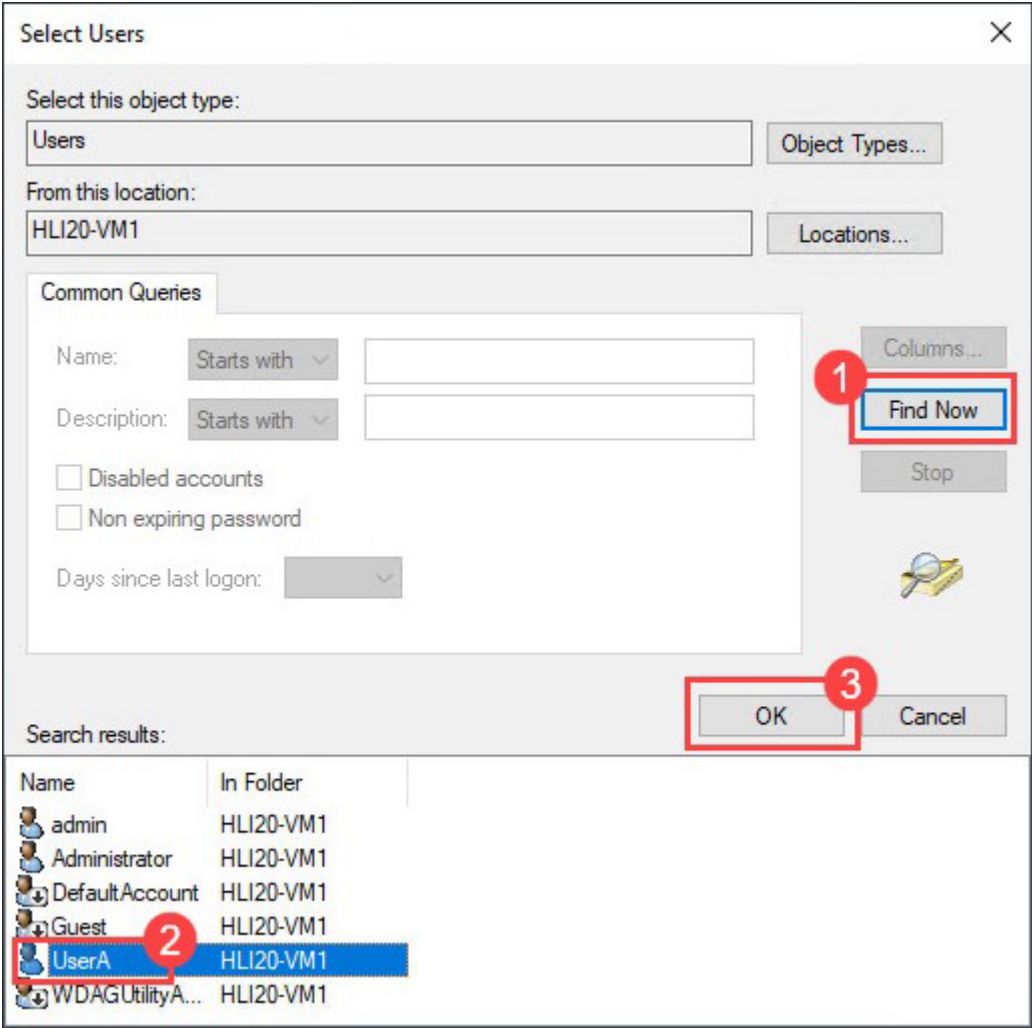 Select Users
Select this object type:
Users
Object Types...
From this location:
HLI20-VM1
Locations...
Common Queries
Name: Starts with
Columns...
1
Description: Starts with
Find Now
Disabled accounts
Stop
Non expiring password
Days since last logon:
3
OK Cancel
Search results:
Name In Folder
admin HLI20-VM1
Administrator HLI20-VM1
DefaultAccount HLI20-VM1
Guest HLI20-VM1
2
UserA HLI20-VM1
WDAGUtilityA... HLI20-VM1